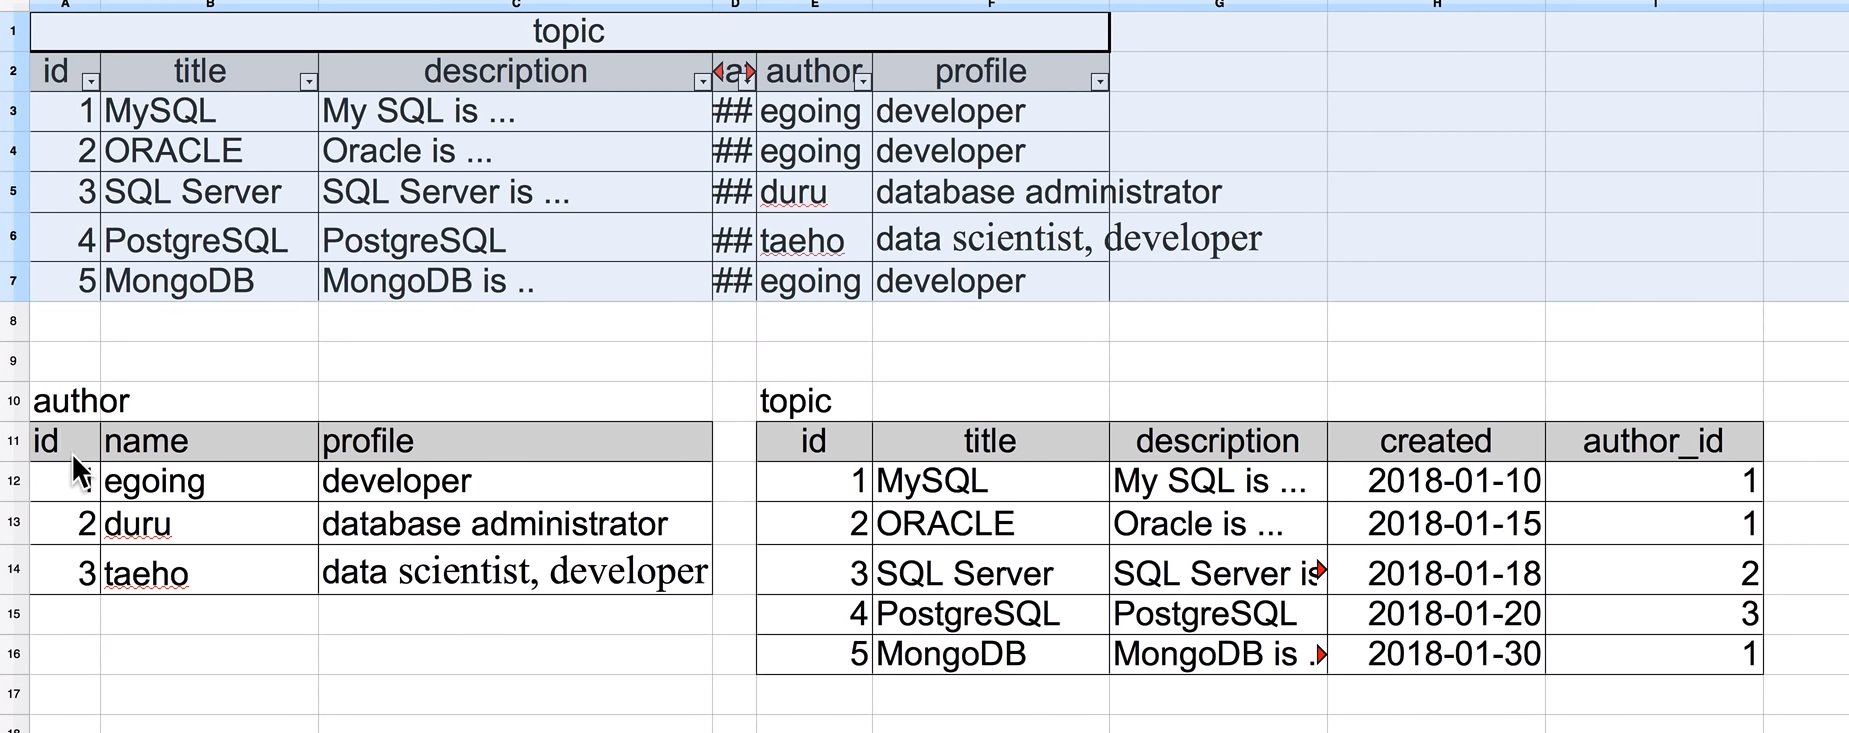 A B C D E F G H I
1 topic
2 id title description author profile
3 1 MySQL My SQL is ... ## egoing developer
4 2 ORACLE Oracle is ... ## egoing developer
5 3 SQL Server SQL Server is ... ## duru database administrator
6 4 PostgreSQL PostgreSQL ## taeho data scientist, developer
7 5 MongoDB MongoDB is .. ## egoing developer
8
9
10 author topic
11 id name profile id title description created author_id
12 egoing developer 1 MySQL My SQL is ... 2018-01-10 1
13 2 duru database administrator 2 ORACLE Oracle is ... 2018-01-15 1
14 3 taeho data scientist, developer 3 SQL Server SQL Server is 2018-01-18 2
15 4 PostgreSQL PostgreSQL 2018-01-20 3
16 5 MongoDB MongoDB is . 2018-01-30 1
17